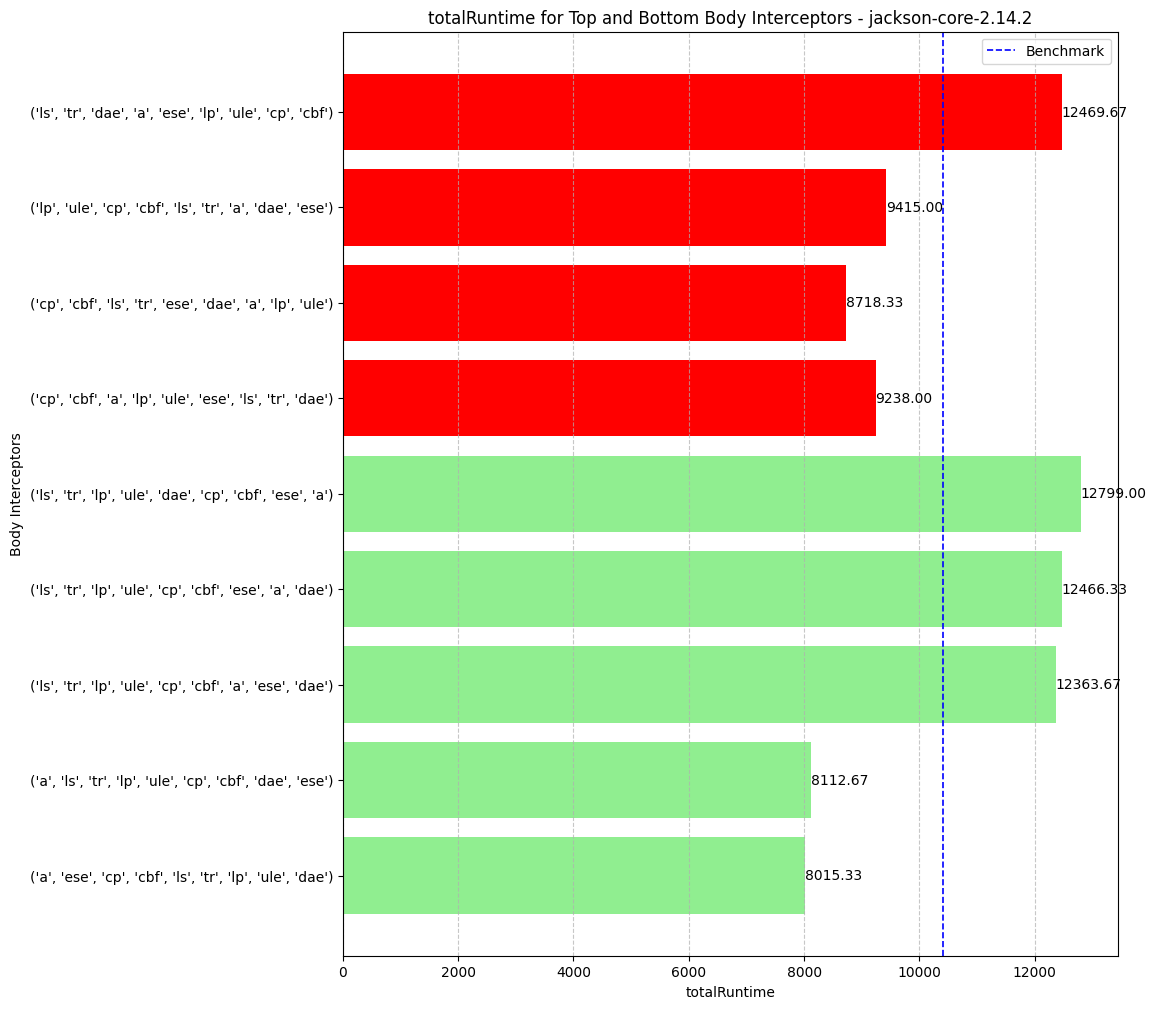 totalRuntime for Top and Bottom Body Interceptors - jackson-core-2.14.2
Benchmark
('ls', 'tr', 'dae', 'a', 'ese', 'lp', 'ule', 'cp', 'cbf') 12469.67
('lp', 'ule', 'cp', 'cbf', 'ls', 'tr', 'a', 'dae', 'ese') 9415.00
('cp', 'cbf', 'ls', 'tr', 'ese', 'dae', 'a', 'lp', 'ule') 8718.33
('cp', 'cbf', 'a', 'lp', 'ule', 'ese', 'ls', 'tr', 'dae') 9238.00
('ls', 'tr', 'lp', 'ule', 'dae', 'cp', 'cbf', 'ese', 'a') 12799.00
('ls', 'tr', 'lp', 'ule', 'cp', 'cbf', 'ese', 'a', 'dae') 12466.33
('ls', 'tr', 'lp', 'ule', 'cp', 'cbf', 'a', 'ese', 'dae') 12363.67
('a', 'ls', 'tr', 'lp', 'ule', 'cp', 'cbf', 'dae', 'ese') 8112.67
('a', 'ese', 'cp', 'cbf', 'ls', 'tr', 'lp', 'ule', 'dae') 8015.33
Body Interceptors
0 2000 4000 6000 8000 10000 12000
totalRuntime